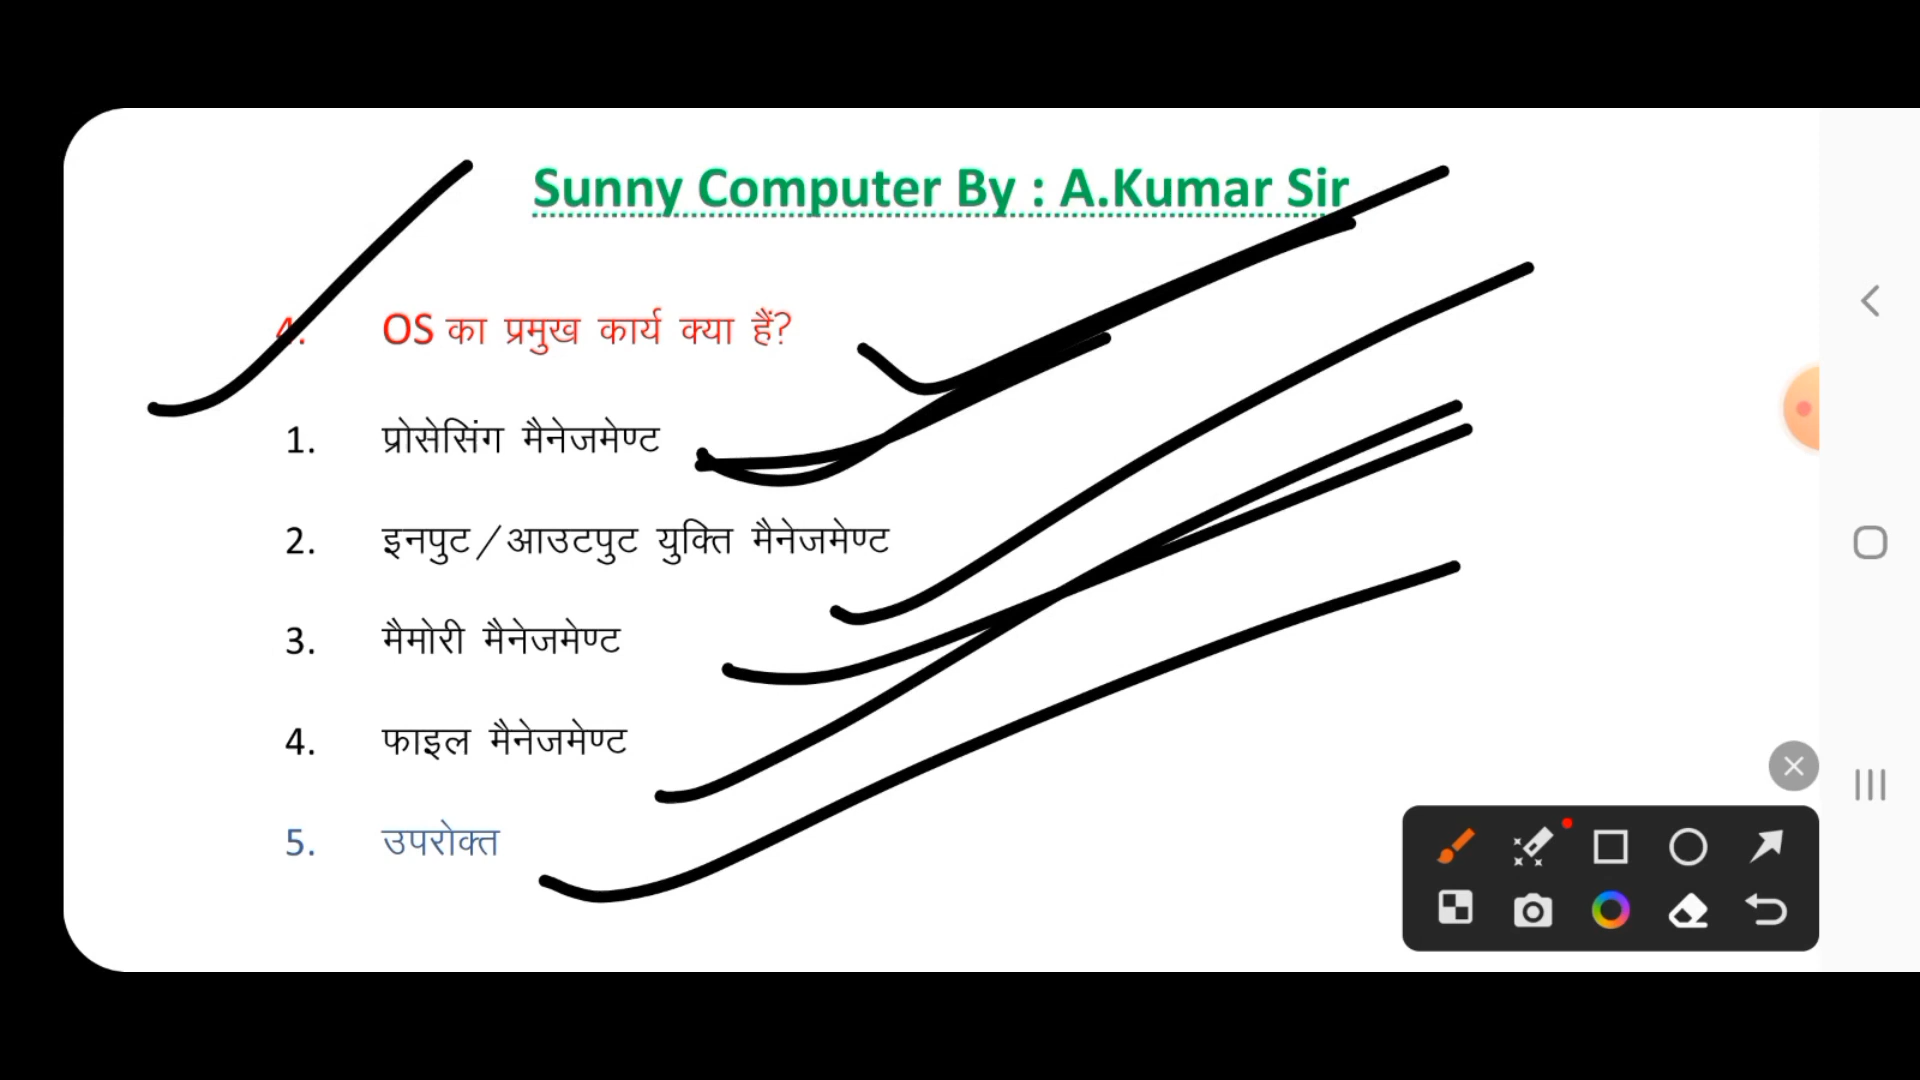 Sunny Computer By : A.Kumar Sir
4. OS का प्रमुख कार्य क्या हैं?
1. प्रोसेसिंग मैनेजमेण्ट
2. इनपुट/आउटपुट युक्ति मैनेजमेण्ट
3. मैमोरी मैनेजमेण्ट
4. फाइल मैनेजमेण्ट
5. उपरोक्त